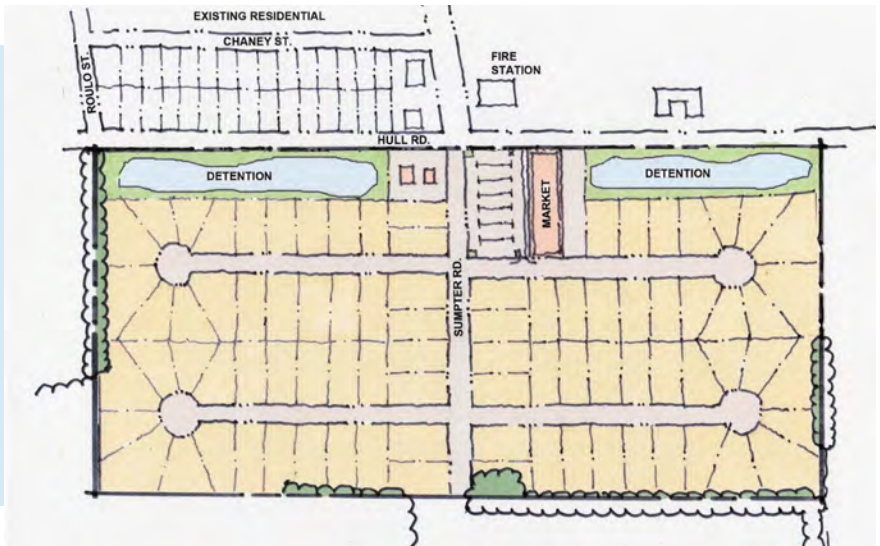 EXISTING RESIDENTIAL
CHANEY ST.
ROULO ST.
FIRE
STATION
HULL RD.
DETENTION
MARKET
DETENTION
SUMPTER RD.